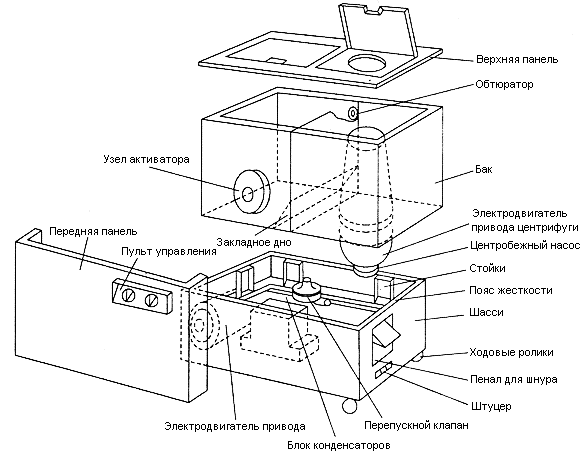 Верхняя панель
Обтюратор
Узел активатора
Бак
Передняя панель
Закладное дно
Электродвигатель
привода центрифуги
Пульт управления
Центробежный насос
Стойки
Пояс жесткости
Шасси
Ходовые ролики
Пенал для шнура
Штуцер
Электродвигатель привода
Перепускной клапан
Блок конденсаторов